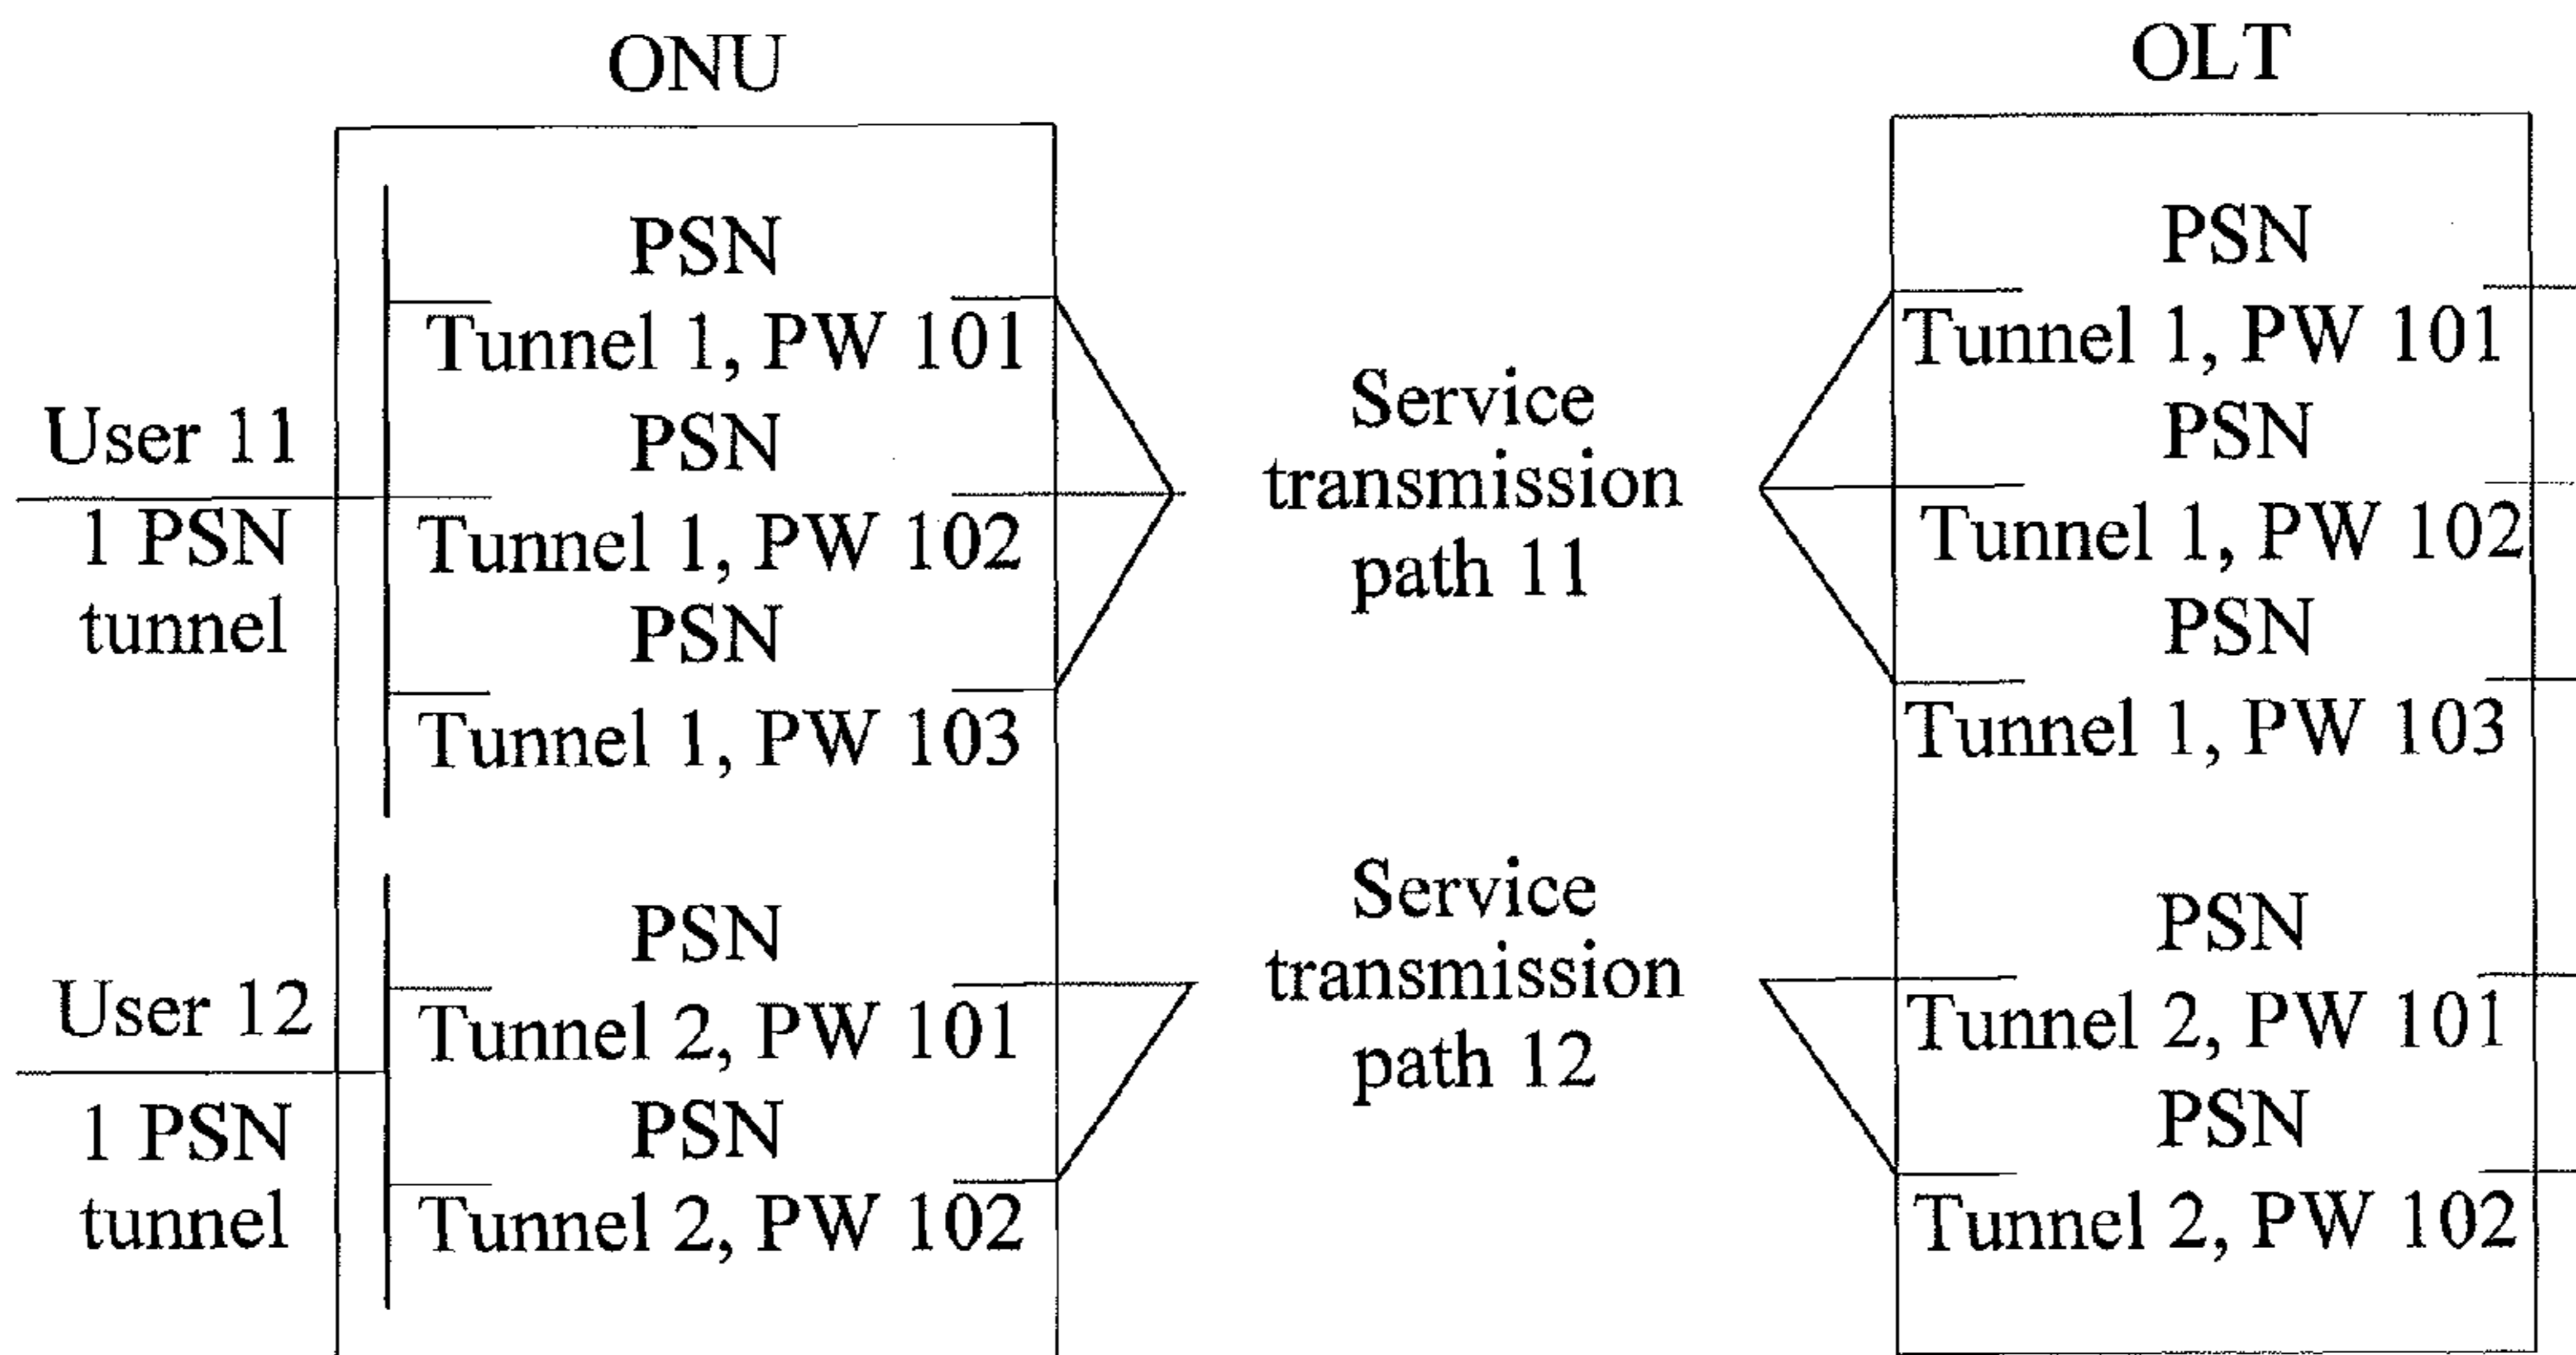 ONU
OLT
User 11
1 PSN
tunnel
PSN
Tunnel 1, PW 101
PSN
Tunnel 1, PW 102
PSN
Tunnel 1, PW 103
Service
transmission
path 11
PSN
Tunnel 1, PW 101
PSN
Tunnel 1, PW 102
PSN
Tunnel 1, PW 103
User 12
1 PSN
tunnel
PSN
Tunnel 2, PW 101
PSN
Tunnel 2, PW 102
Service
transmission
path 12
PSN
Tunnel 2, PW 101
PSN
Tunnel 2, PW 102